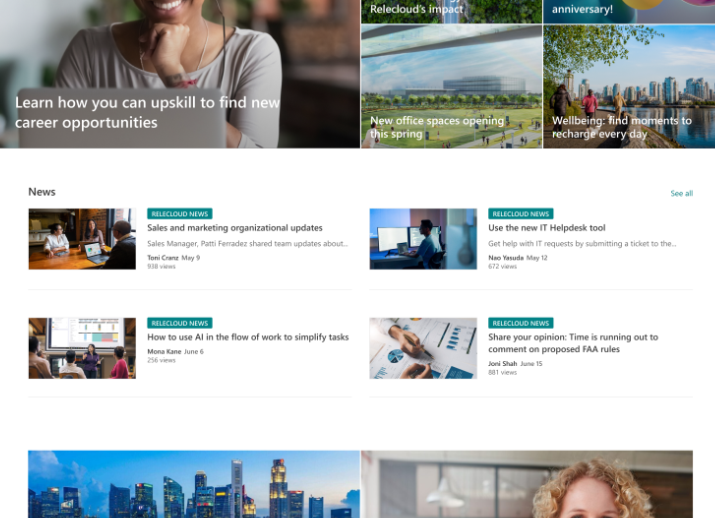 Relecloud's impact
anniversary!
Learn how you can upskill to find new
career opportunities
New office spaces opening
this spring
Wellbeing: find moments to
recharge every day
News
See all
RELECLOUD NEWS
Sales and marketing organizational updates
Sales Manager, Patti Ferradez shared team updates about...
Toni Cranz May 9
938 views
RELECLOUD NEWS
Use the new IT Helpdesk tool
Get help with IT requests by submitting a ticket to the...
Nao Yasuda May 12
672 views
RELECLOUD NEWS
How to use AI in the flow of work to simplify tasks
Mona Kane June 6
256 views
RELECLOUD NEWS
Share your opinion: Time is running out to
comment on proposed FAA rules
Joni Shah June 15
881 views